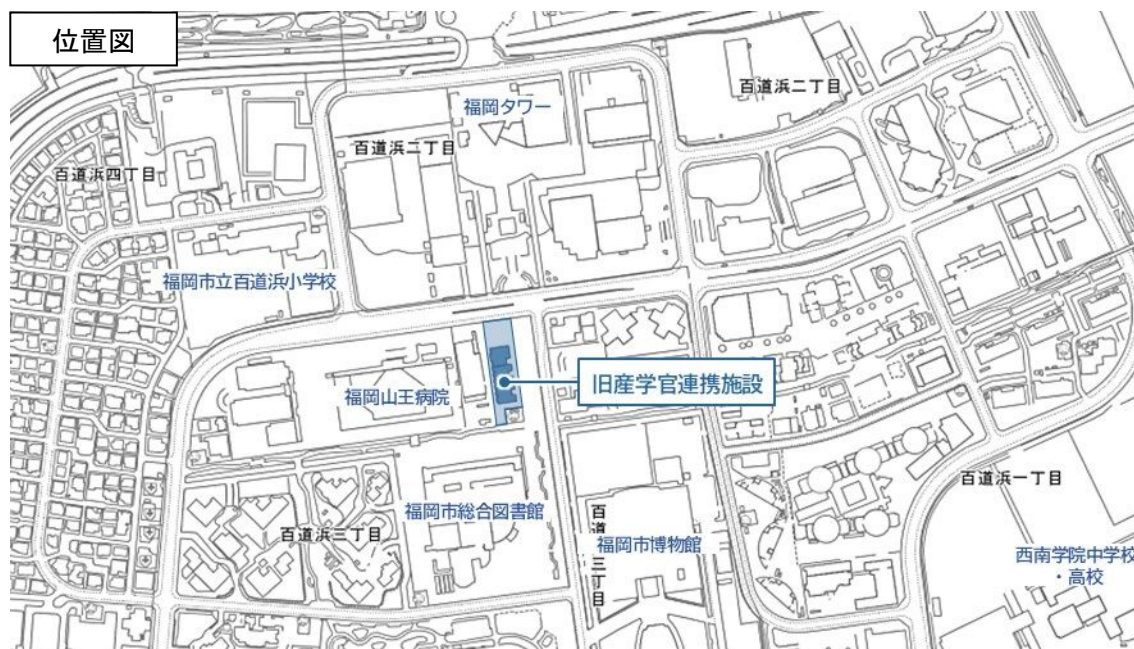 位置図
福岡タワー
百道浜二丁目
百道浜二丁目
百道浜四丁目
福岡市立百道浜小学校
旧産学官連携施設
福岡山王病院
百道浜一丁目
福岡市総合図書館
百道
三丁目
百道浜三丁目
福岡市博物館
西南学院中学校
・高校